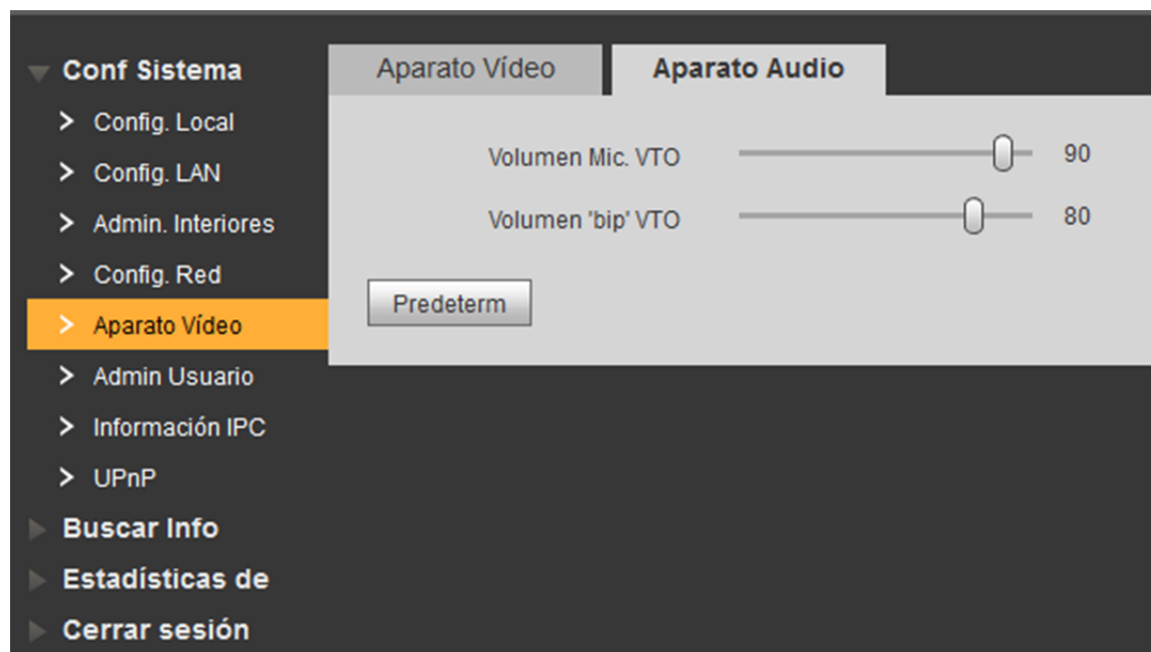 Conf Sistema
Config. Local
Config. LAN
Admin. Interiores
Config. Red
Aparato Vídeo
Admin Usuario
Información IPC
UPnP
Buscar Info
Estadísticas de
Cerrar sesión
Aparato Vídeo
Aparato Audio
Volumen Mic. VTO 90
Volumen 'bip' VTO 80
Predeterm